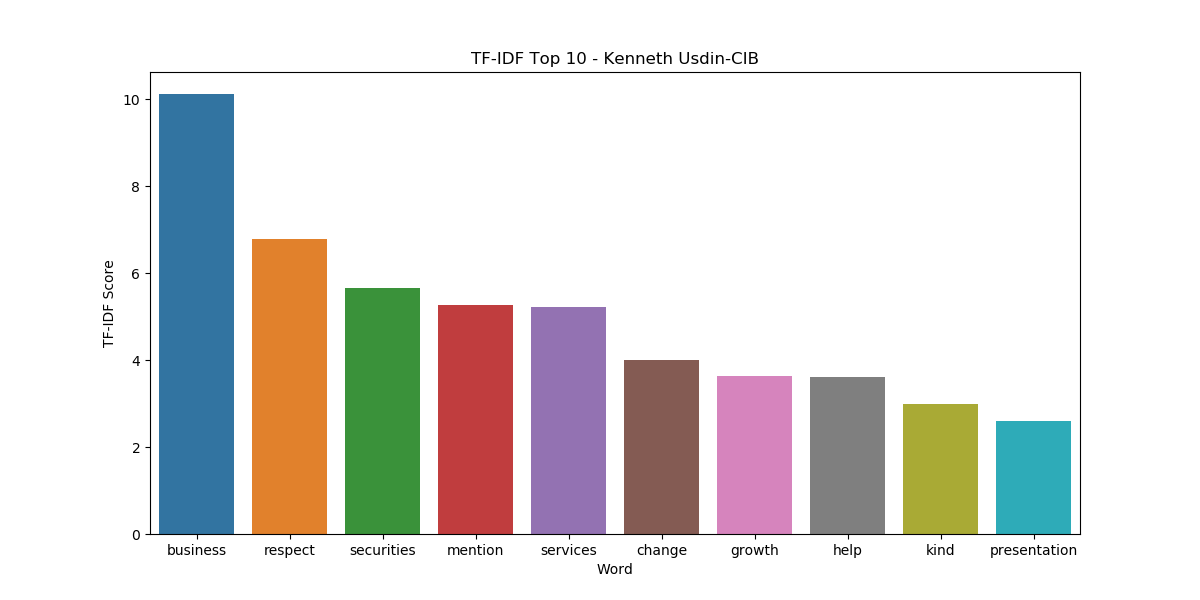 TF-IDF Top 10 - Kenneth Usdin-CIB
10
8
6
4
2
0
TF-IDF Score
business respect securities mention services change growth help kind presentation
Word